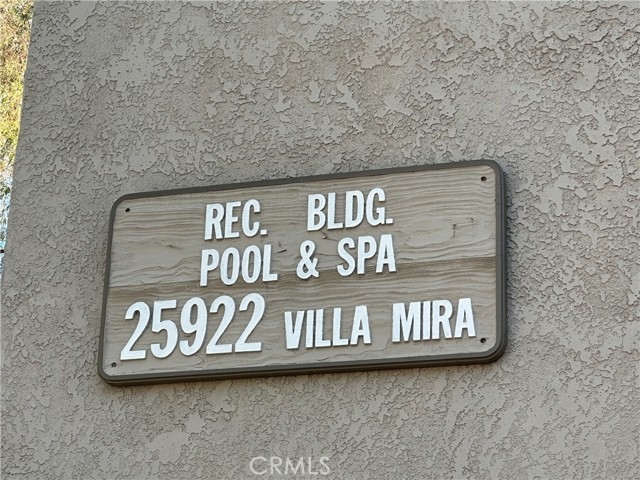 REC. BLDG.
POOL & SPA
25922 VILLA MIRA
CRMLS